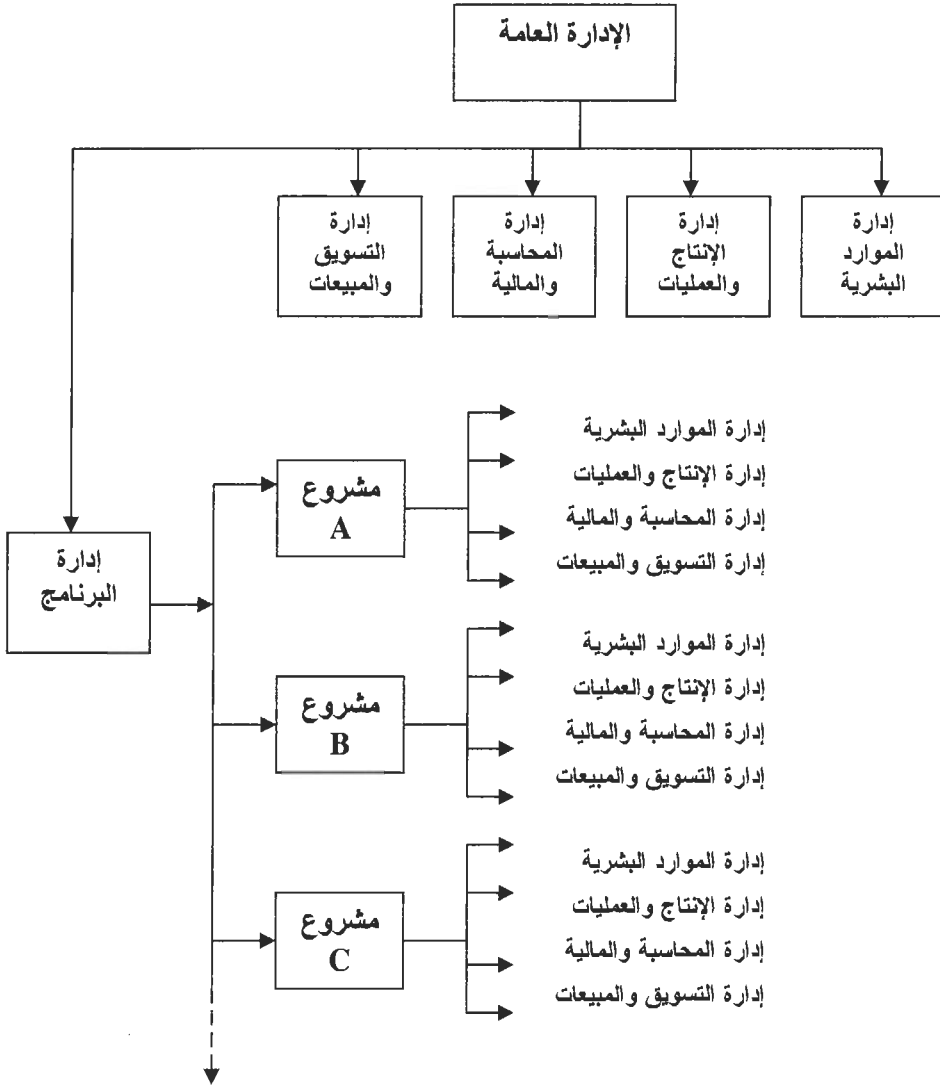 الإدارة العامة
إدارة
الموارد
البشرية
إدارة
الإنتاج
والعمليات
إدارة
المحاسبة
والمالية
إدارة
التسويق
والمبيعات
إدارة
البرنامج
مشروع
A
إدارة الموارد البشرية
إدارة الإنتاج والعمليات
إدارة المحاسبة والمالية
إدارة التسويق والمبيعات
مشروع
B
إدارة الموارد البشرية
إدارة الإنتاج والعمليات
إدارة المحاسبة والمالية
إدارة التسويق والمبيعات
مشروع
C
إدارة الموارد البشرية
إدارة الإنتاج والعمليات
إدارة المحاسبة والمالية
إدارة التسويق والمبيعات